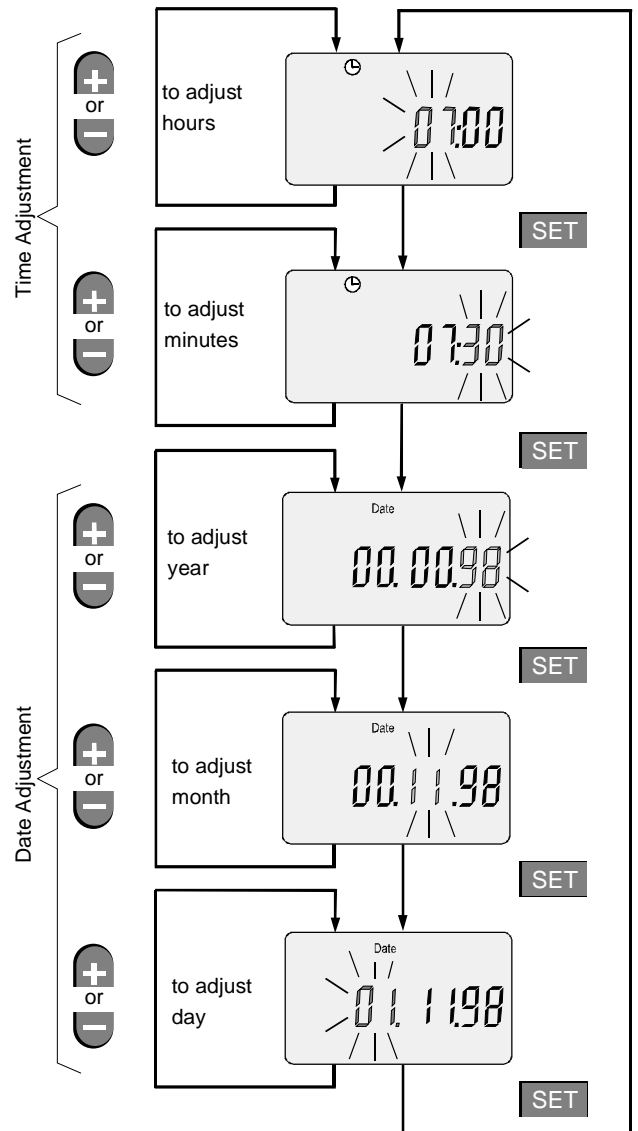 Time Adjustment
+
or
−
to adjust
hours
07:00
SET
+
or
−
to adjust
minutes
07:30
SET
Date Adjustment
+
or
−
to adjust
year
Date
00.00.98
SET
+
or
−
to adjust
month
Date
00.11.98
SET
+
or
−
to adjust
day
Date
01.11.98
SET